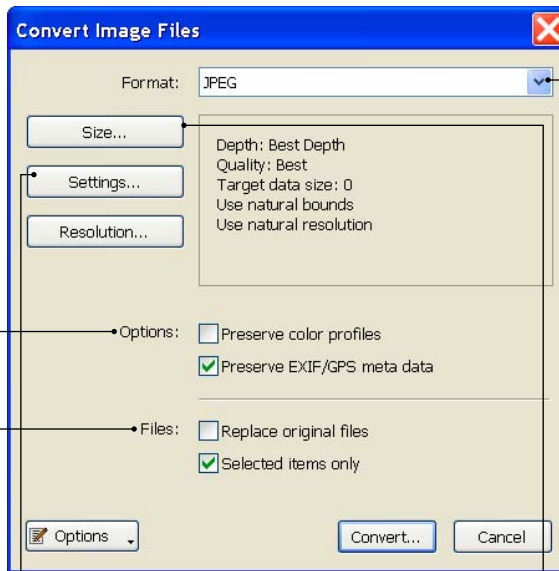 Convert Image Files
Format: JPEG
Size...
Settings...
Resolution...
Depth: Best Depth
Quality: Best
Target data size: 0
Use natural bounds
Use natural resolution
Options: Preserve color profiles
Preserve EXIF/GPS meta data
Files: Replace original files
Selected items only
Options Convert... Cancel